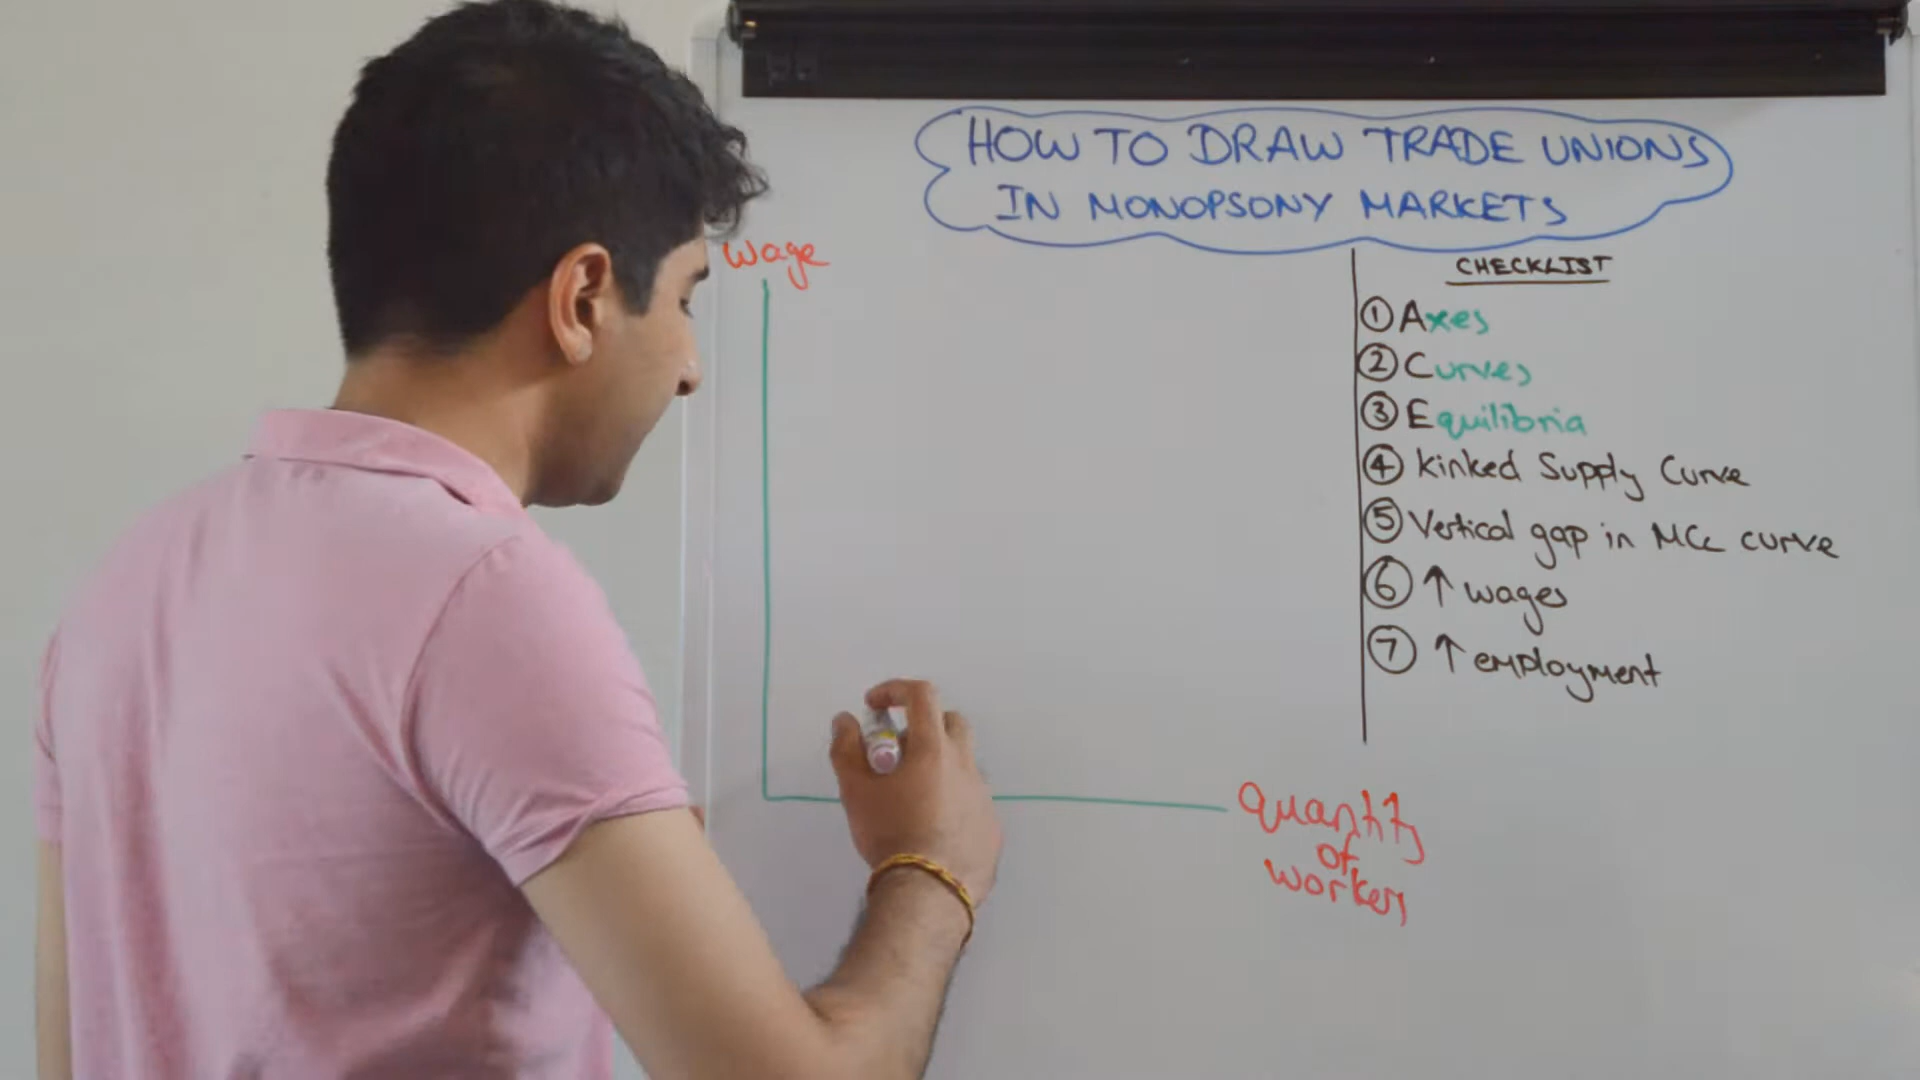 HOW TO DRAW TRADE UNIONS
IN MONOPSONY MARKETS
Wage
CHECKLIST
① Axes
② Curves
③ Equilibria
④ Kinked Supply Curve
⑤ Vertical gap in MCL curve
⑥ ↑ wages
⑦ ↑ employment
quantity
of
workers